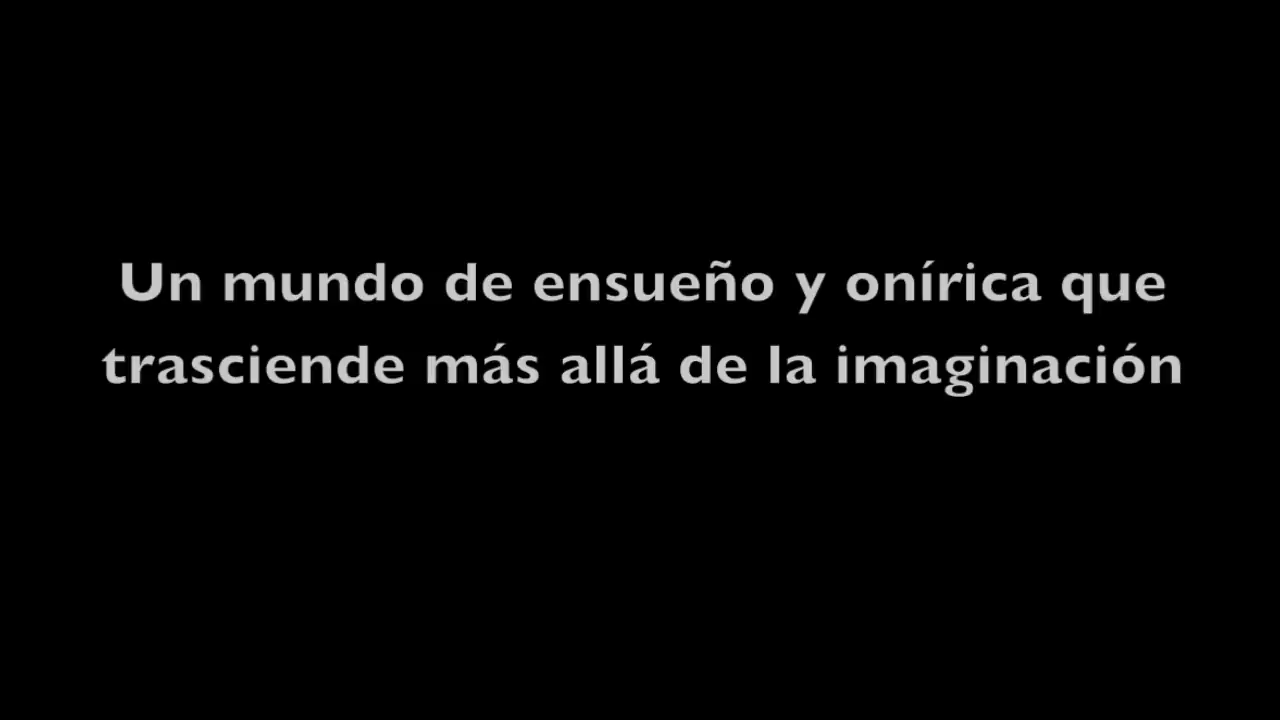 Un mundo de ensueño y onírica que
trasciende más allá de la imaginación